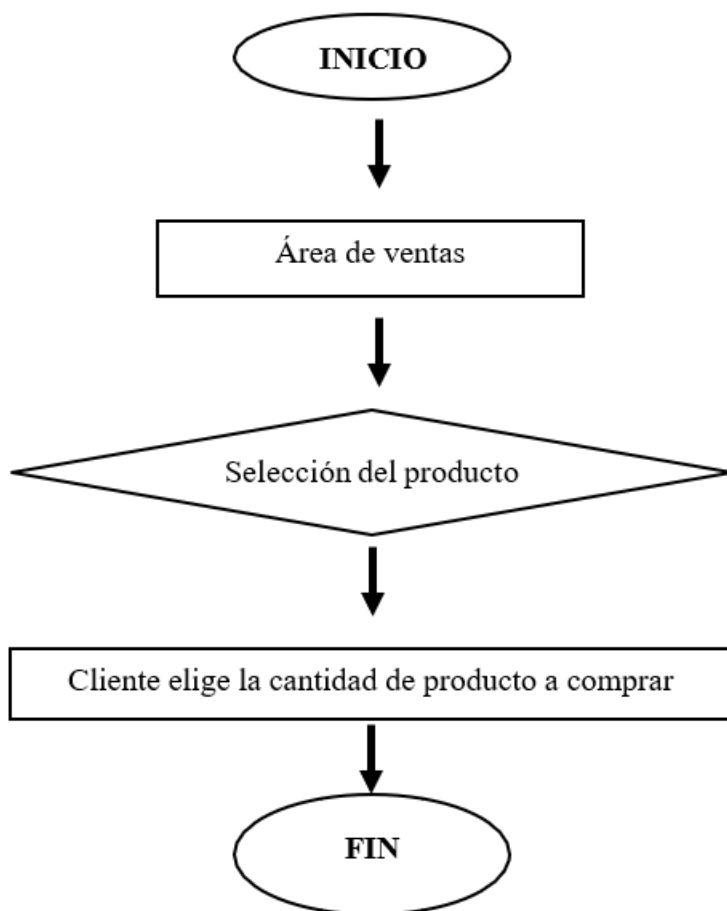 INICIO
Área de ventas
Selección del producto
Cliente elige la cantidad de producto a comprar
FIN